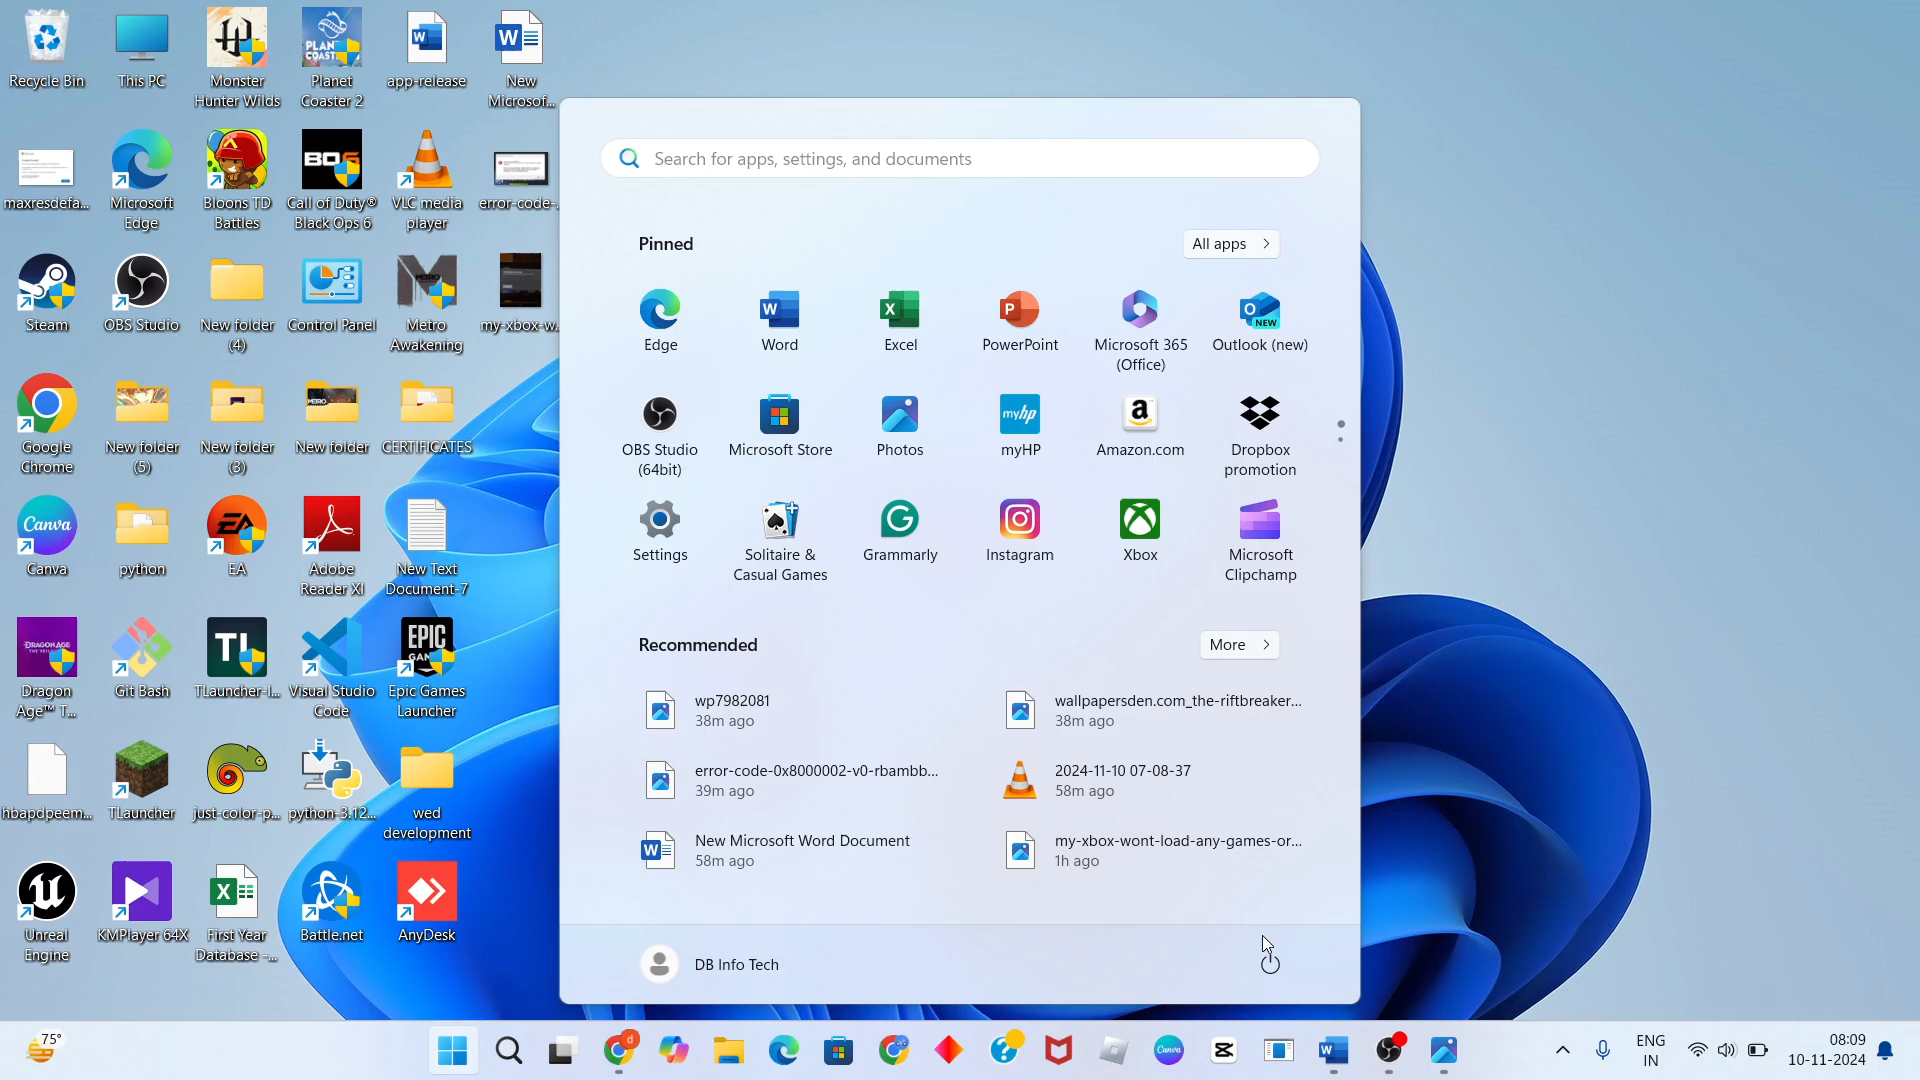 Recycle Bin
This PC
Monster
Hunter Wilds
Planet
Coaster 2
app-release
New
Microsof...
maxresdefa...
Microsoft
Edge
Bloons TD
Battles
Call of Duty®
Black Ops 6
VLC media
player
error-code-...
Steam
OBS Studio
New folder
(4)
Control Panel
Metro
Awakening
my-xbox-w...
Google
Chrome
New folder
(5)
New folder
(3)
New folder
CERTIFICATES
Canva
python
EA
Adobe
Reader XI
New Text
Document-7
Dragon
Age™ T...
Git Bash
TLauncher-I...
Visual Studio
Code
Epic Games
Launcher
hbapdpeem...
TLauncher
just-color-p...
python-3.12...
wed
development
Unreal
Engine
KMPlayer 64X
First Year
Database -...
Battle.net
AnyDesk
Search for apps, settings, and documents
Pinned
All apps
Edge
Word
Excel
PowerPoint
Microsoft 365
(Office)
Outlook (new)
OBS Studio
(64bit)
Microsoft Store
Photos
myHP
Amazon.com
Dropbox
promotion
Settings
Solitaire &
Casual Games
Grammarly
Instagram
Xbox
Microsoft
Clipchamp
Recommended
More
wp7982081
38m ago
wallpapersden.com_the-riftbreaker...
38m ago
error-code-0x8000002-v0-rbambb...
39m ago
2024-11-10 07-08-37
58m ago
New Microsoft Word Document
58m ago
my-xbox-wont-load-any-games-or...
1h ago
DB Info Tech
75°
ENG
IN
08:09
10-11-2024